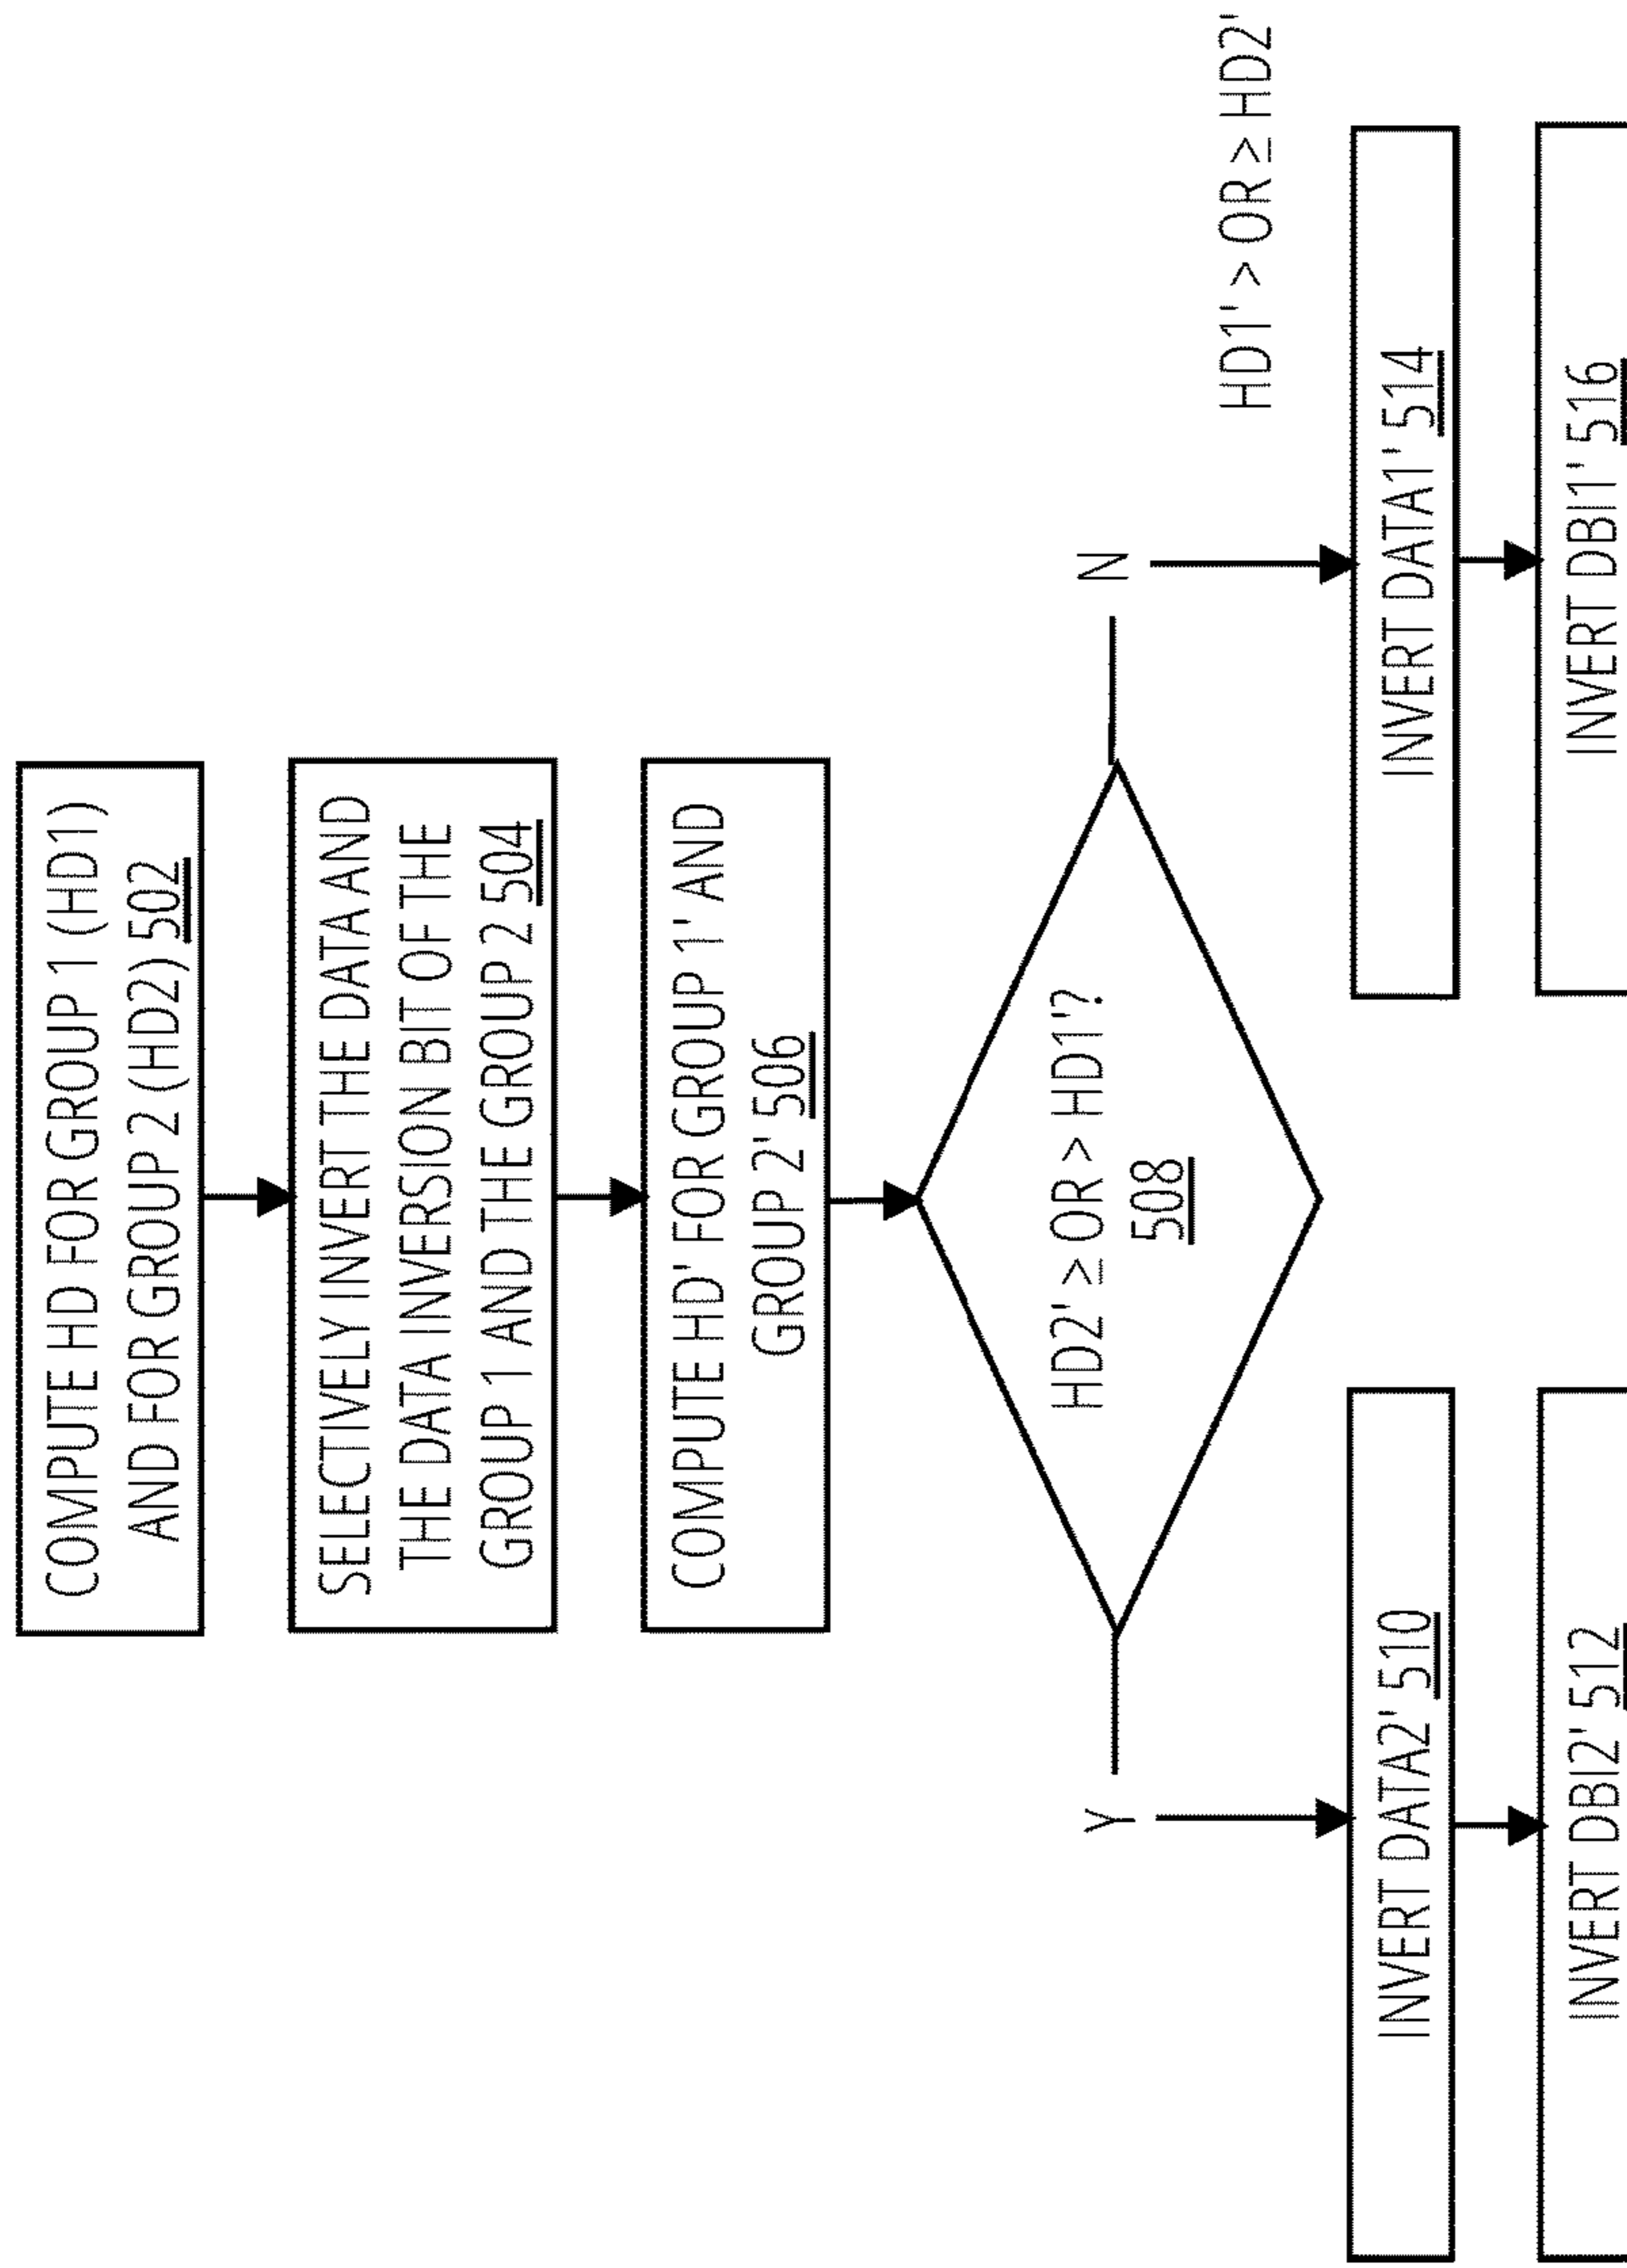 COMPUTE HD FOR GROUP 1 (HD1)
AND FOR GROUP 2 (HD2) 502
SELECTIVELY INVERT THE DATA AND
THE DATA INVERSION BIT OF THE
GROUP 1 AND THE GROUP 2 504
COMPUTE HD' FOR GROUP 1' AND
GROUP 2' 506
HD2' ≥ OR > HD1'?
508
Y
N
HD1' > OR ≥ HD2'
INVERT DATA2' 510
INVERT DATA1' 514
INVERT DBI2' 512
INVERT DBI1' 516